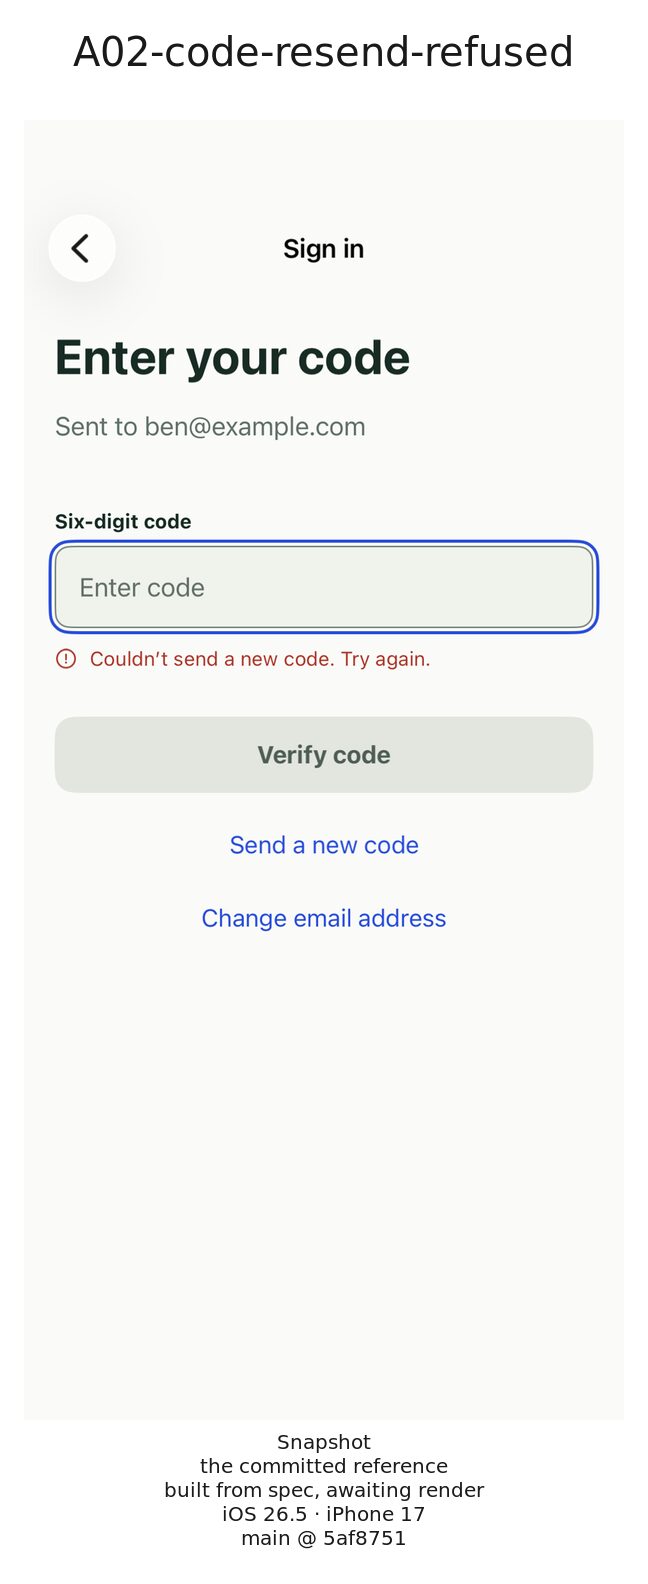 A02-code-resend-refused
Sign in
Enter your code
Sent to ben@example.com
Six-digit code
Enter code
Couldn’t send a new code. Try again.
Verify code
Send a new code
Change email address
Snapshot
the committed reference
built from spec, awaiting render
iOS 26.5 · iPhone 17
main @ 5af8751